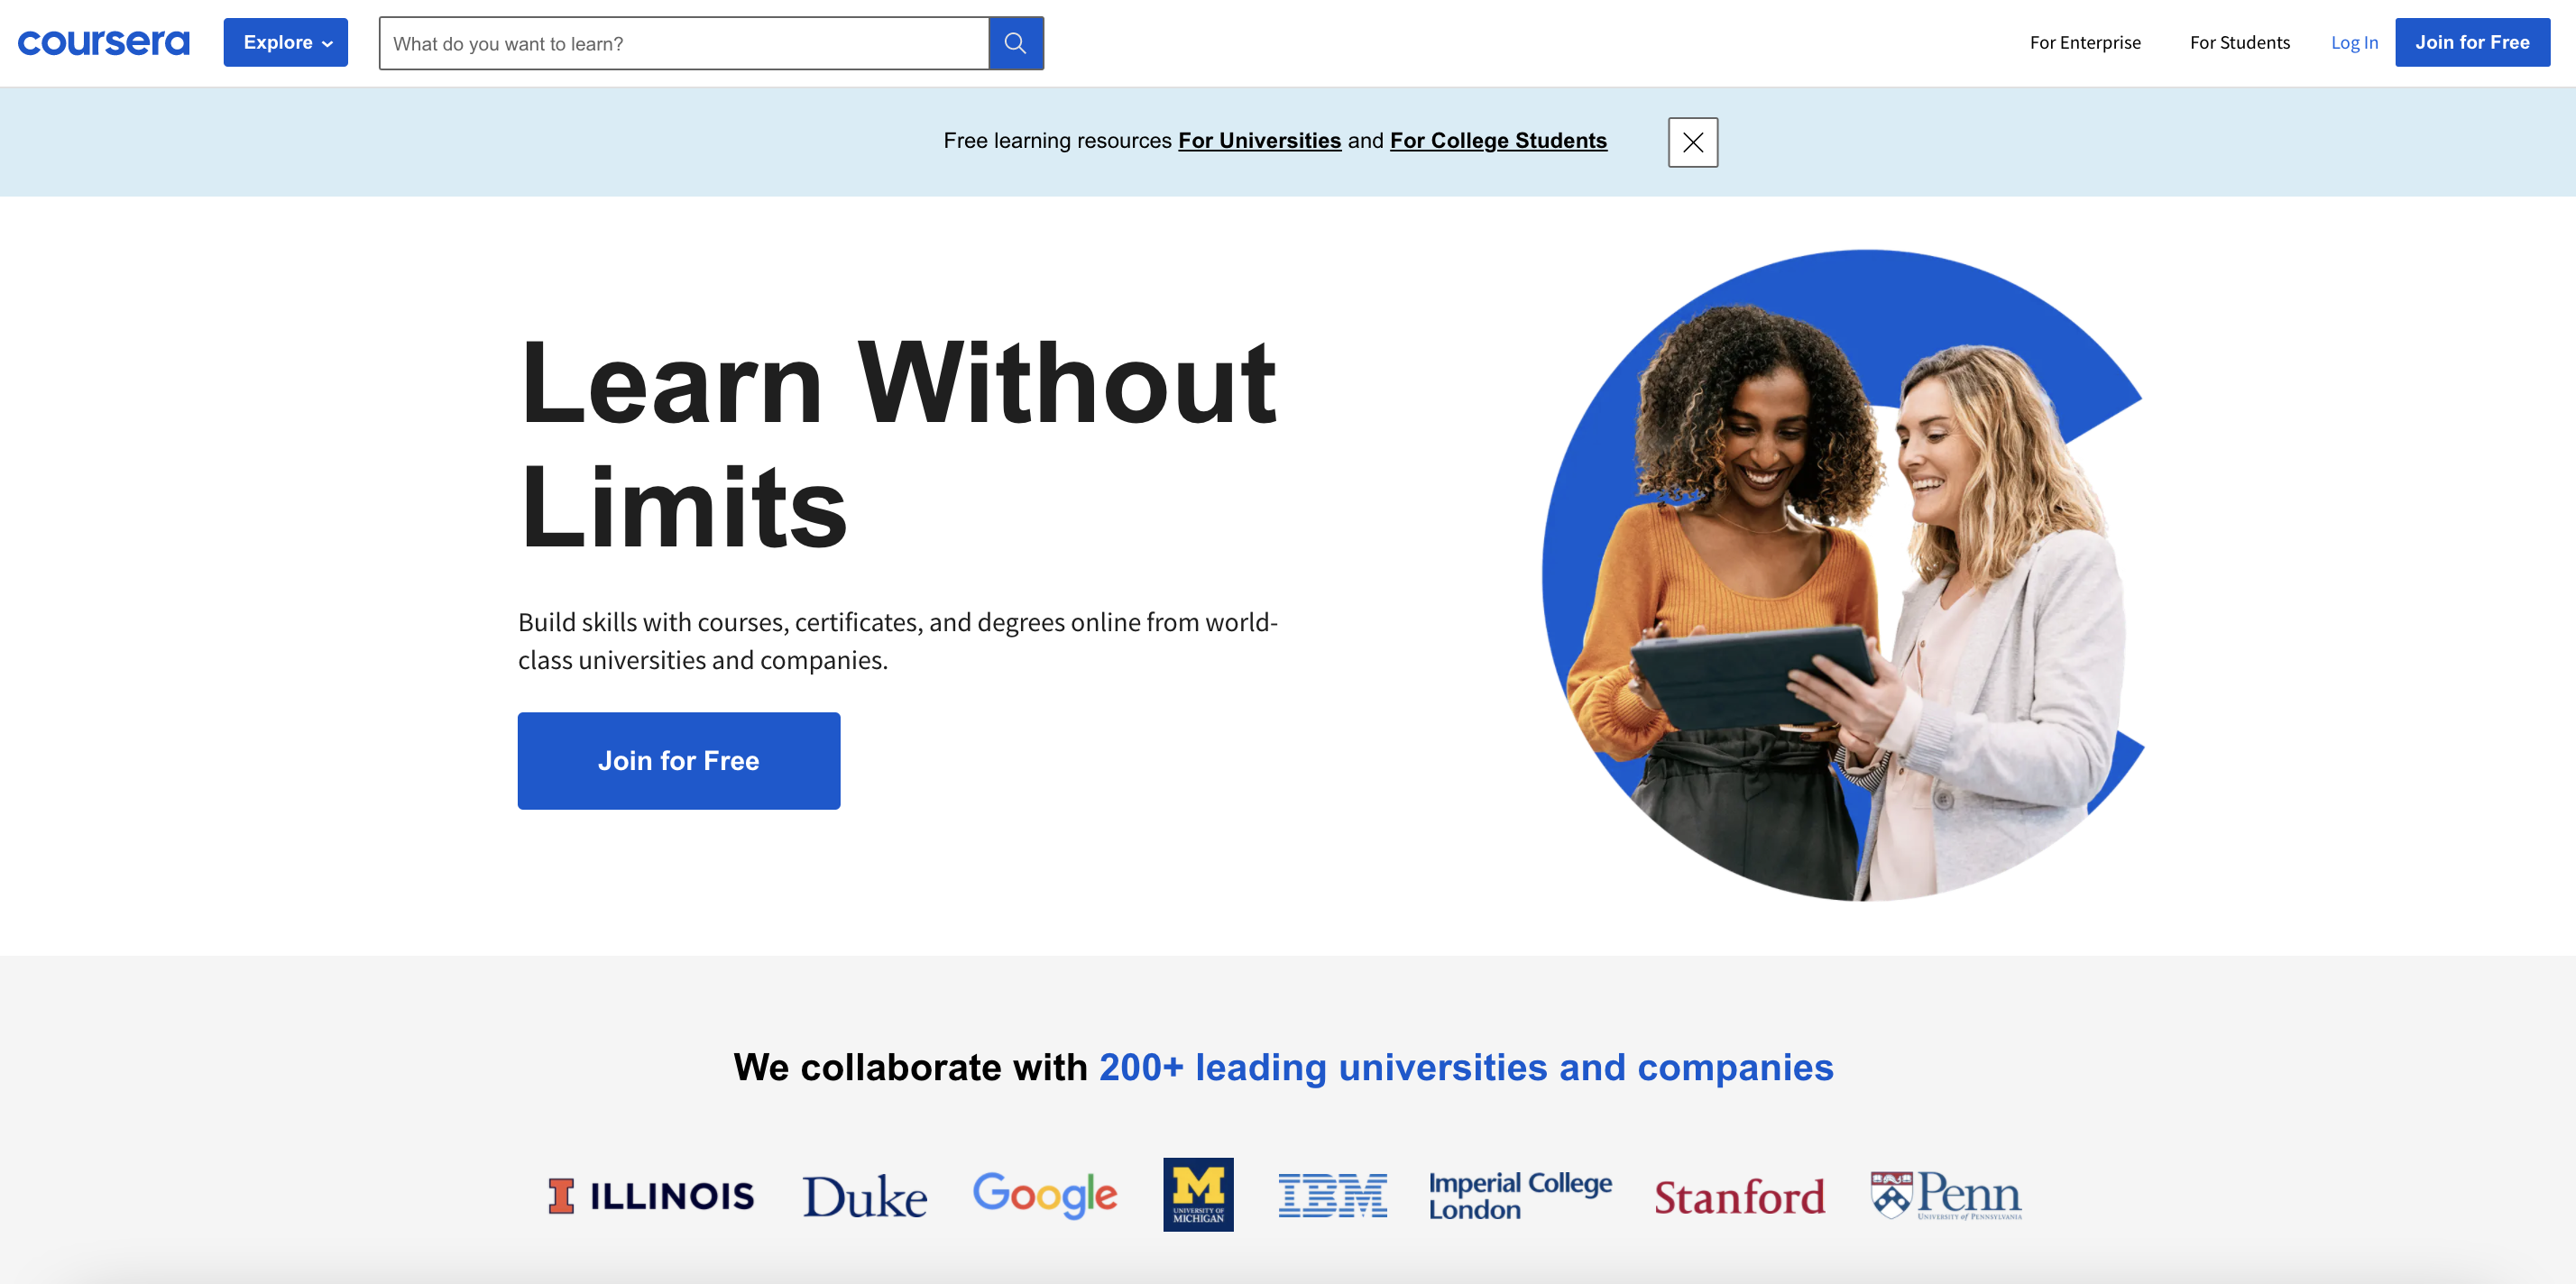 coursera
Explore
What do you want to learn?
For Enterprise
For Students
Log In
Join for Free
Free learning resources For Universities and For College Students
Learn Without
Limits
Build skills with courses, certificates, and degrees online from world-
class universities and companies.
Join for Free
We collaborate with 200+ leading universities and companies
I ILLINOIS
Duke
Google
M
UNIVERSITY OF
MICHIGAN
IBM
Imperial College
London
Stanford
Penn
UNIVERSITY of PENNSYLVANIA